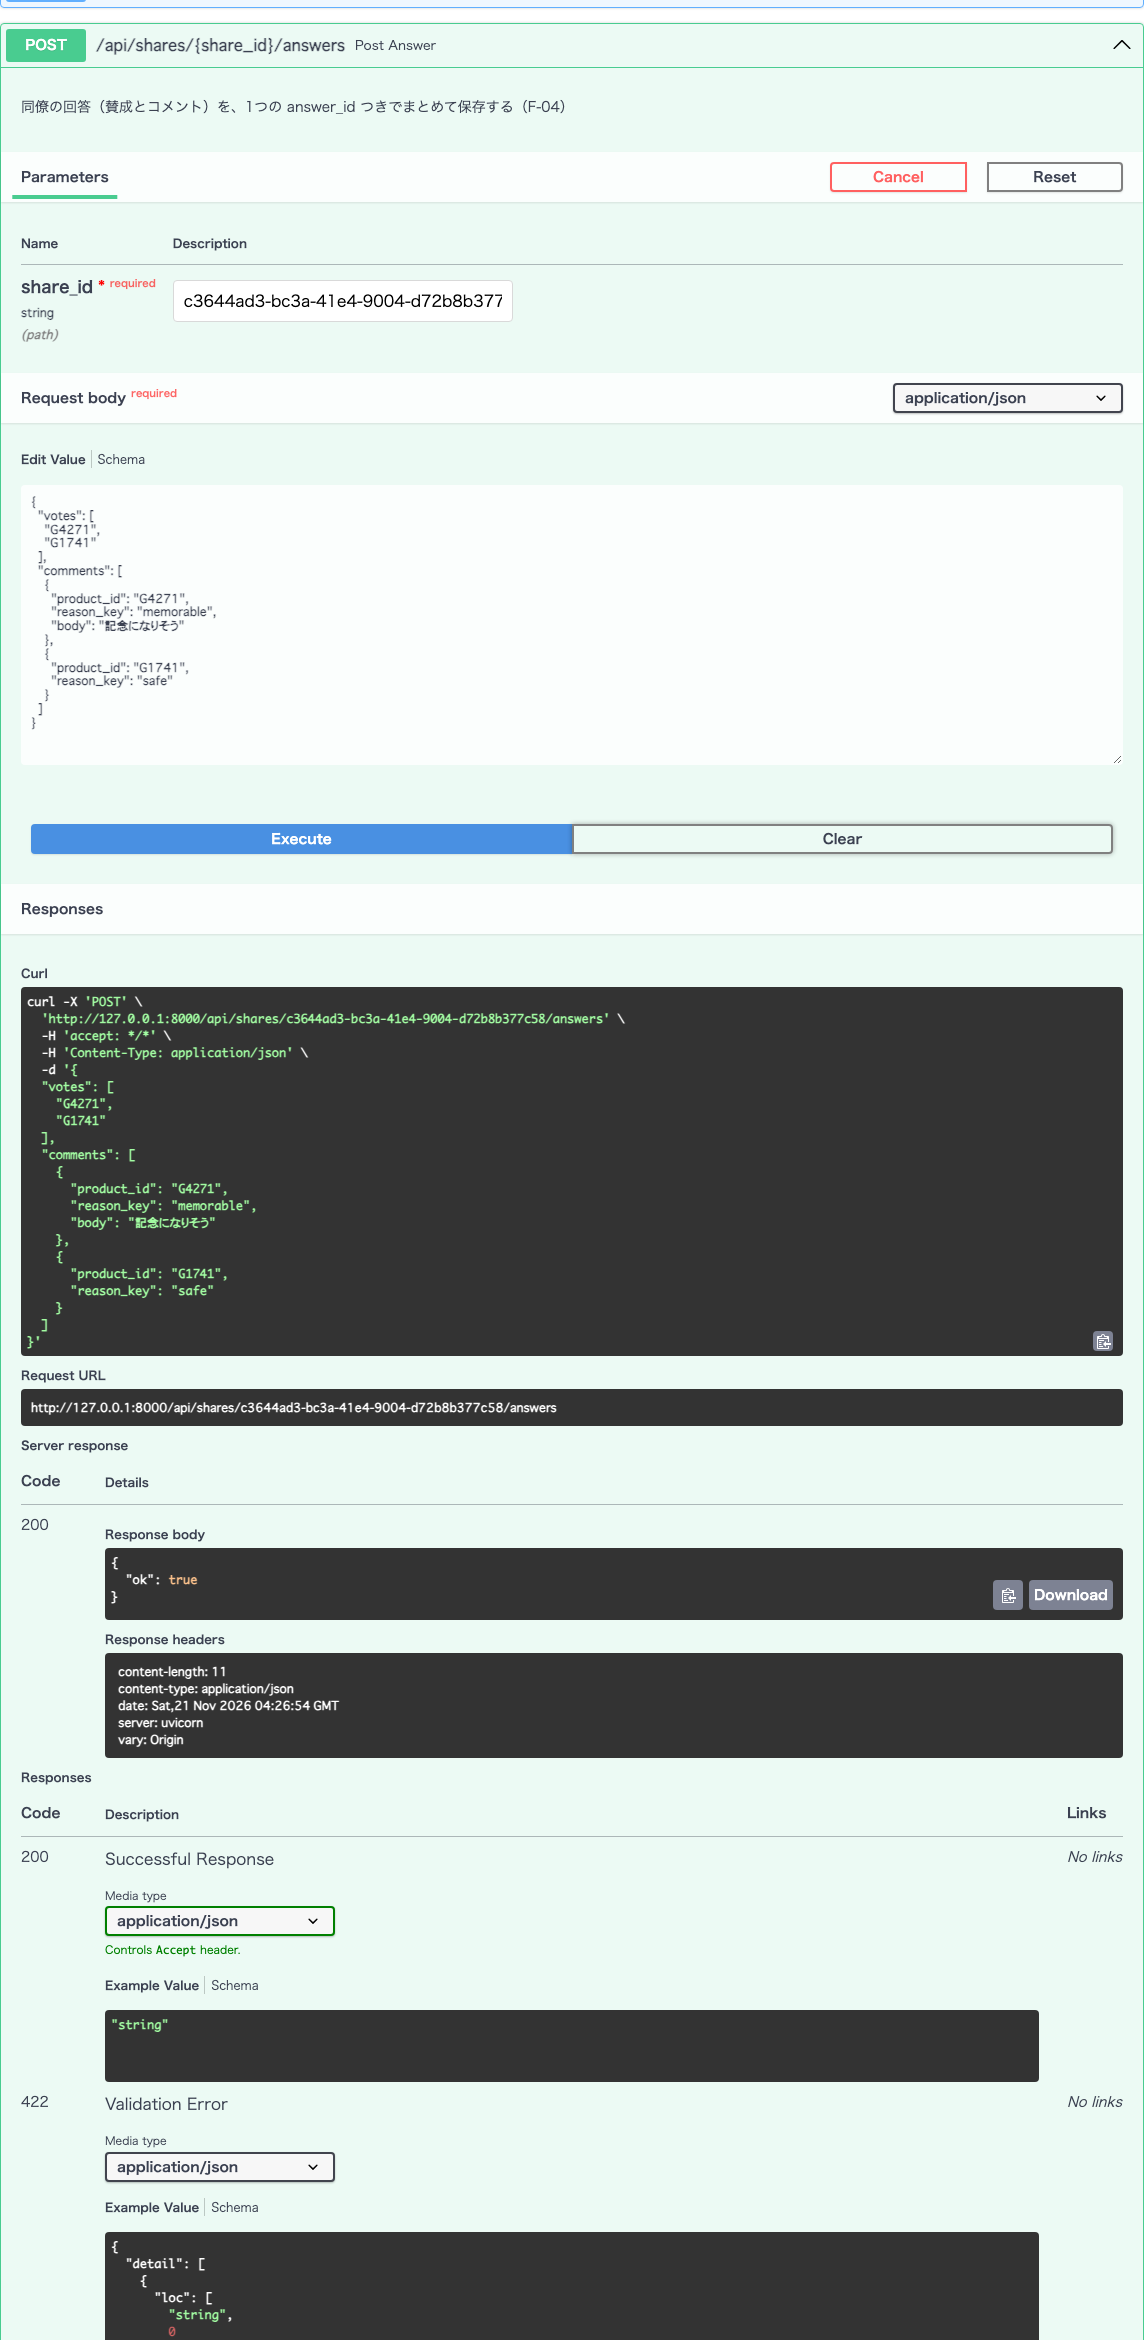 POST /api/shares/{share_id}/answers Post Answer
同僚の回答（賛成とコメント）を、1つの answer_id つきでまとめて保存する（F-04）
Parameters
Cancel
Reset
Name Description
share_id * required
string
(path)
c3644ad3-bc3a-41e4-9004-d72b8b377
Request body required
application/json
Edit Value Schema
{
"votes": [
"G4271",
"G1741"
],
"comments": [
{
"product_id": "G4271",
"reason_key": "memorable",
"body": "記念になりそう"
},
{
"product_id": "G1741",
"reason_key": "safe"
}
]
}
Execute
Clear
Responses
Curl
curl -X 'POST' \
'http://127.0.0.1:8000/api/shares/c3644ad3-bc3a-41e4-9004-d72b8b377c58/answers' \
-H 'accept: */*' \
-H 'Content-Type: application/json' \
-d '{
"votes": [
"G4271",
"G1741"
],
"comments": [
{
"product_id": "G4271",
"reason_key": "memorable",
"body": "記念になりそう"
},
{
"product_id": "G1741",
"reason_key": "safe"
}
]
}'
Request URL
http://127.0.0.1:8000/api/shares/c3644ad3-bc3a-41e4-9004-d72b8b377c58/answers
Server response
Code Details
200
Response body
{
"ok": true
}
Download
Response headers
content-length: 11
content-type: application/json
date: Sat,21 Nov 2026 04:26:54 GMT
server: uvicorn
vary: Origin
Responses
Code Description Links
200 Successful Response No links
Media type
application/json
Controls Accept header.
Example Value Schema
"string"
422 Validation Error No links
Media type
application/json
Example Value Schema
{
"detail": [
{
"loc": [
"string",
0